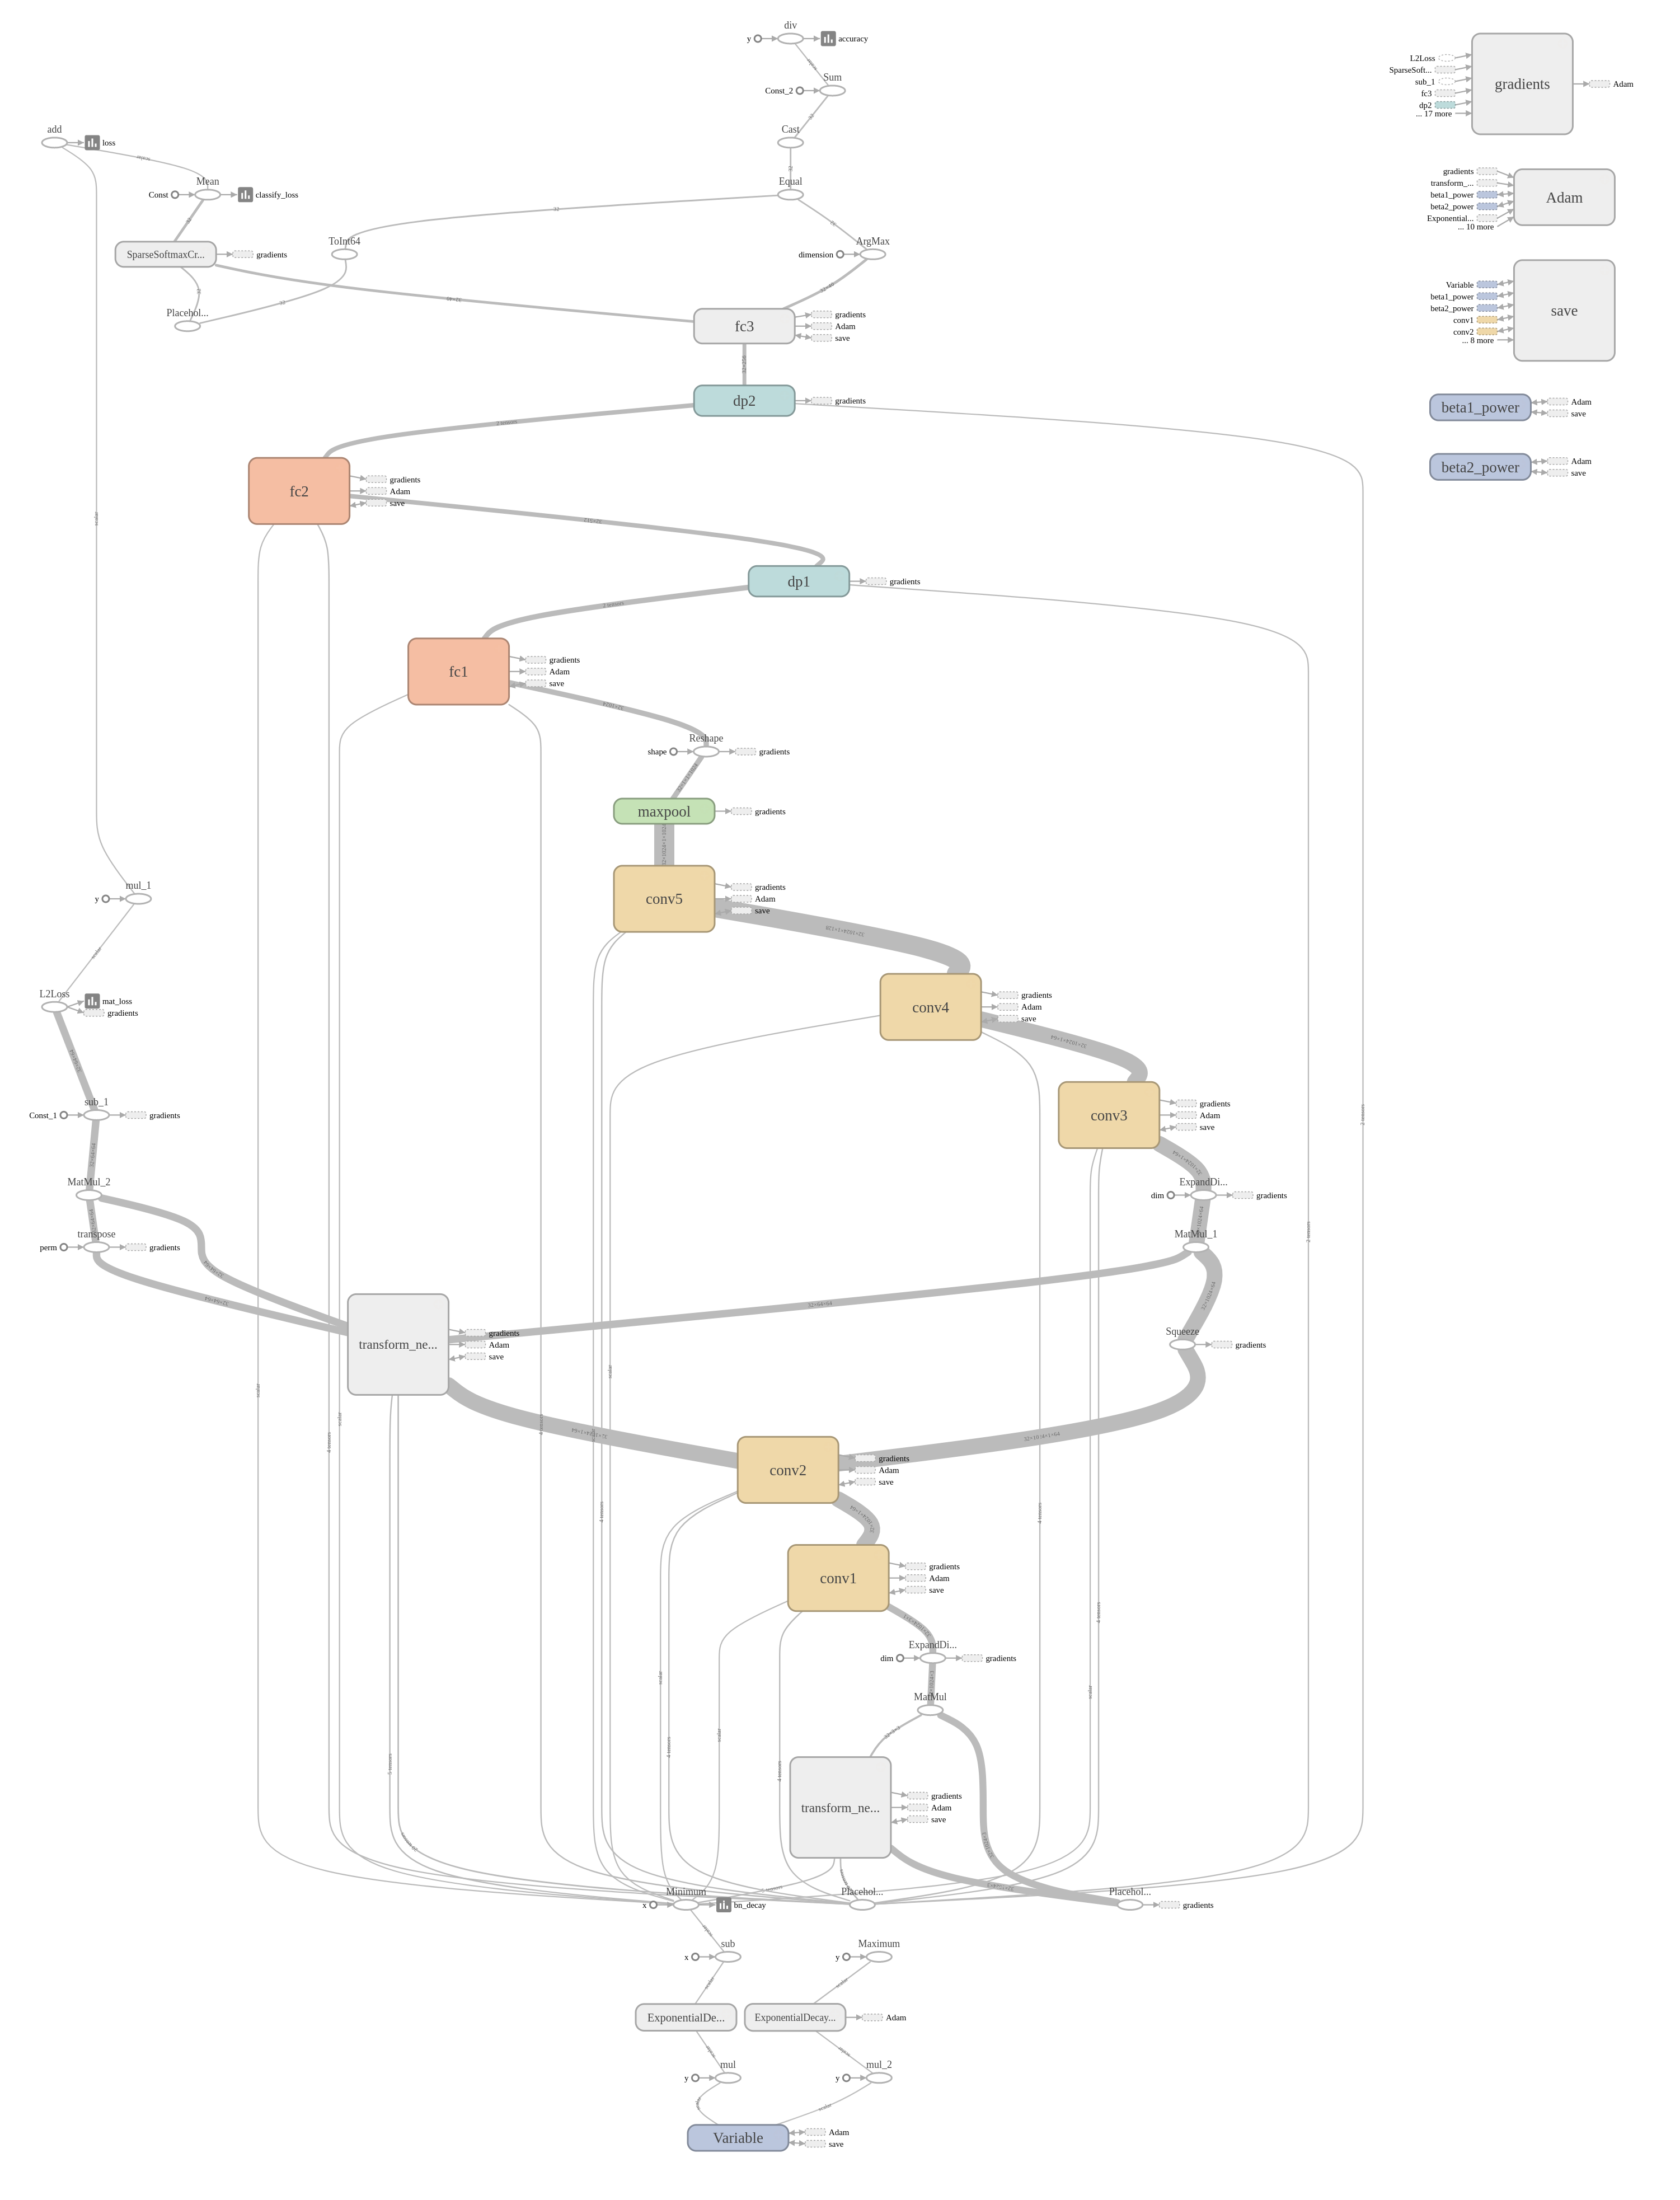 div
y
accuracy
Sum
Const_2
Cast
Equal
ArgMax
dimension
ToInt64
add
loss
Mean
Const
classify_loss
SparseSoftmaxCr...
gradients
Placehol...
fc3
gradients
Adam
save
dp2
gradients
fc2
gradients
Adam
save
dp1
gradients
fc1
gradients
Adam
save
Reshape
shape
gradients
maxpool
gradients
conv5
gradients
Adam
save
conv4
gradients
Adam
save
conv3
gradients
Adam
save
ExpandDi...
dim
gradients
MatMul_1
Squeeze
gradients
mul_1
y
L2Loss
mat_loss
gradients
sub_1
Const_1
gradients
MatMul_2
transpose
perm
gradients
transform_ne...
gradients
Adam
save
conv2
gradients
Adam
save
conv1
gradients
Adam
save
ExpandDi...
dim
gradients
MatMul
transform_ne...
gradients
Adam
save
Minimum
x
bn_decay
Placehol...
Placehol...
gradients
sub
x
Maximum
y
ExponentialDe...
ExponentialDecay...
Adam
mul
y
mul_2
y
Variable
Adam
save
L2Loss
SparseSoft...
sub_1
fc3
dp2
... 17 more
gradients
Adam
gradients
transform_...
beta1_power
beta2_power
Exponential...
... 10 more
Adam
Variable
beta1_power
beta2_power
conv1
conv2
... 8 more
save
beta1_power
Adam
save
beta2_power
Adam
save